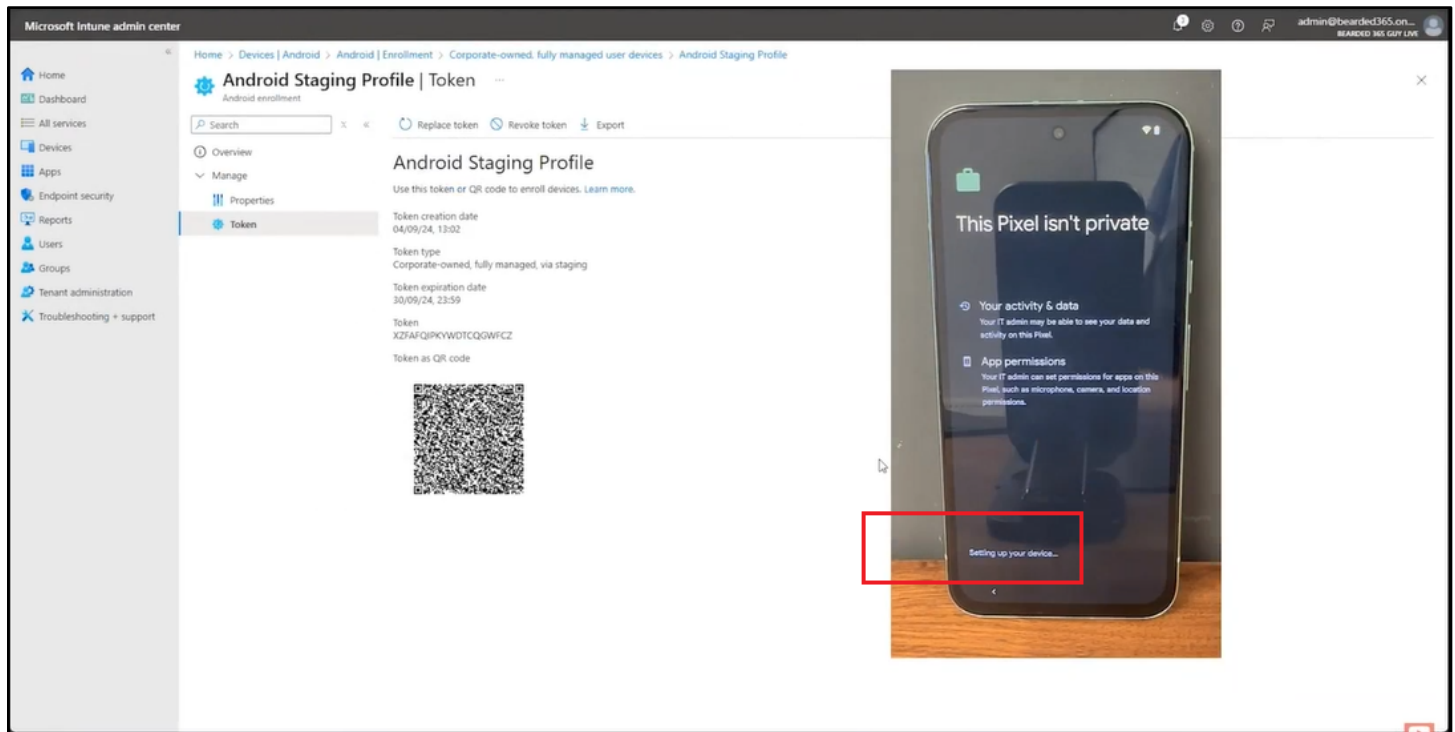 Microsoft Intune admin center
admin@bearded365.on...
BEARDED 365 GUY LIVE
Home > Devices | Android > Android | Enrollment > Corporate-owned, fully managed user devices > Android Staging Profile
Home
Dashboard
All services
Devices
Apps
Endpoint security
Reports
Users
Groups
Tenant administration
Troubleshooting + support
Android Staging Profile | Token ...
Android enrollment
Search
Overview
Manage
Properties
Token
Replace token Revoke token Export
Android Staging Profile
Use this token or QR code to enroll devices. Learn more.
Token creation date
04/09/24, 13:02
Token type
Corporate-owned, fully managed, via staging
Token expiration date
30/09/24, 23:59
Token
XZFAFQIPKYWDTCQGWFCZ
Token as QR code
This Pixel isn't private
Your activity & data
Your IT admin may be able to see your data and
activity on this Pixel.
App permissions
Your IT admin can set permissions for apps on this
Pixel, such as microphone, camera, and location
permissions.
Setting up your device...